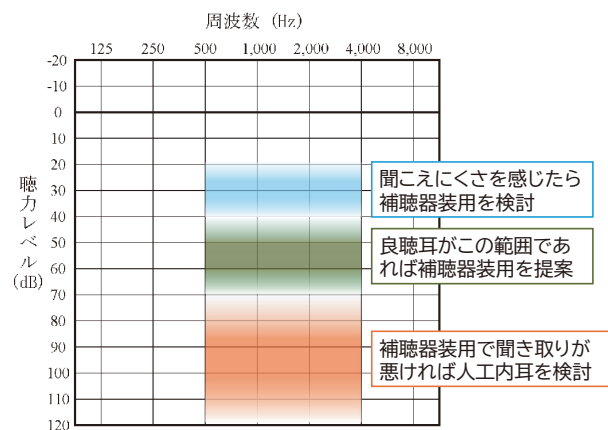 周波数 (Hz)
125 250 500 1,000 2,000 4,000 8,000
-20
-10
0
10
20
30
40
50
60
70
80
90
100
110
120
聴力レベル
(dB)
聞こえにくさを感じたら
補聴器装用を検討
良聴耳がこの範囲であ
れば補聴器装用を提案
補聴器装用で聞き取りが
悪ければ人工内耳を検討